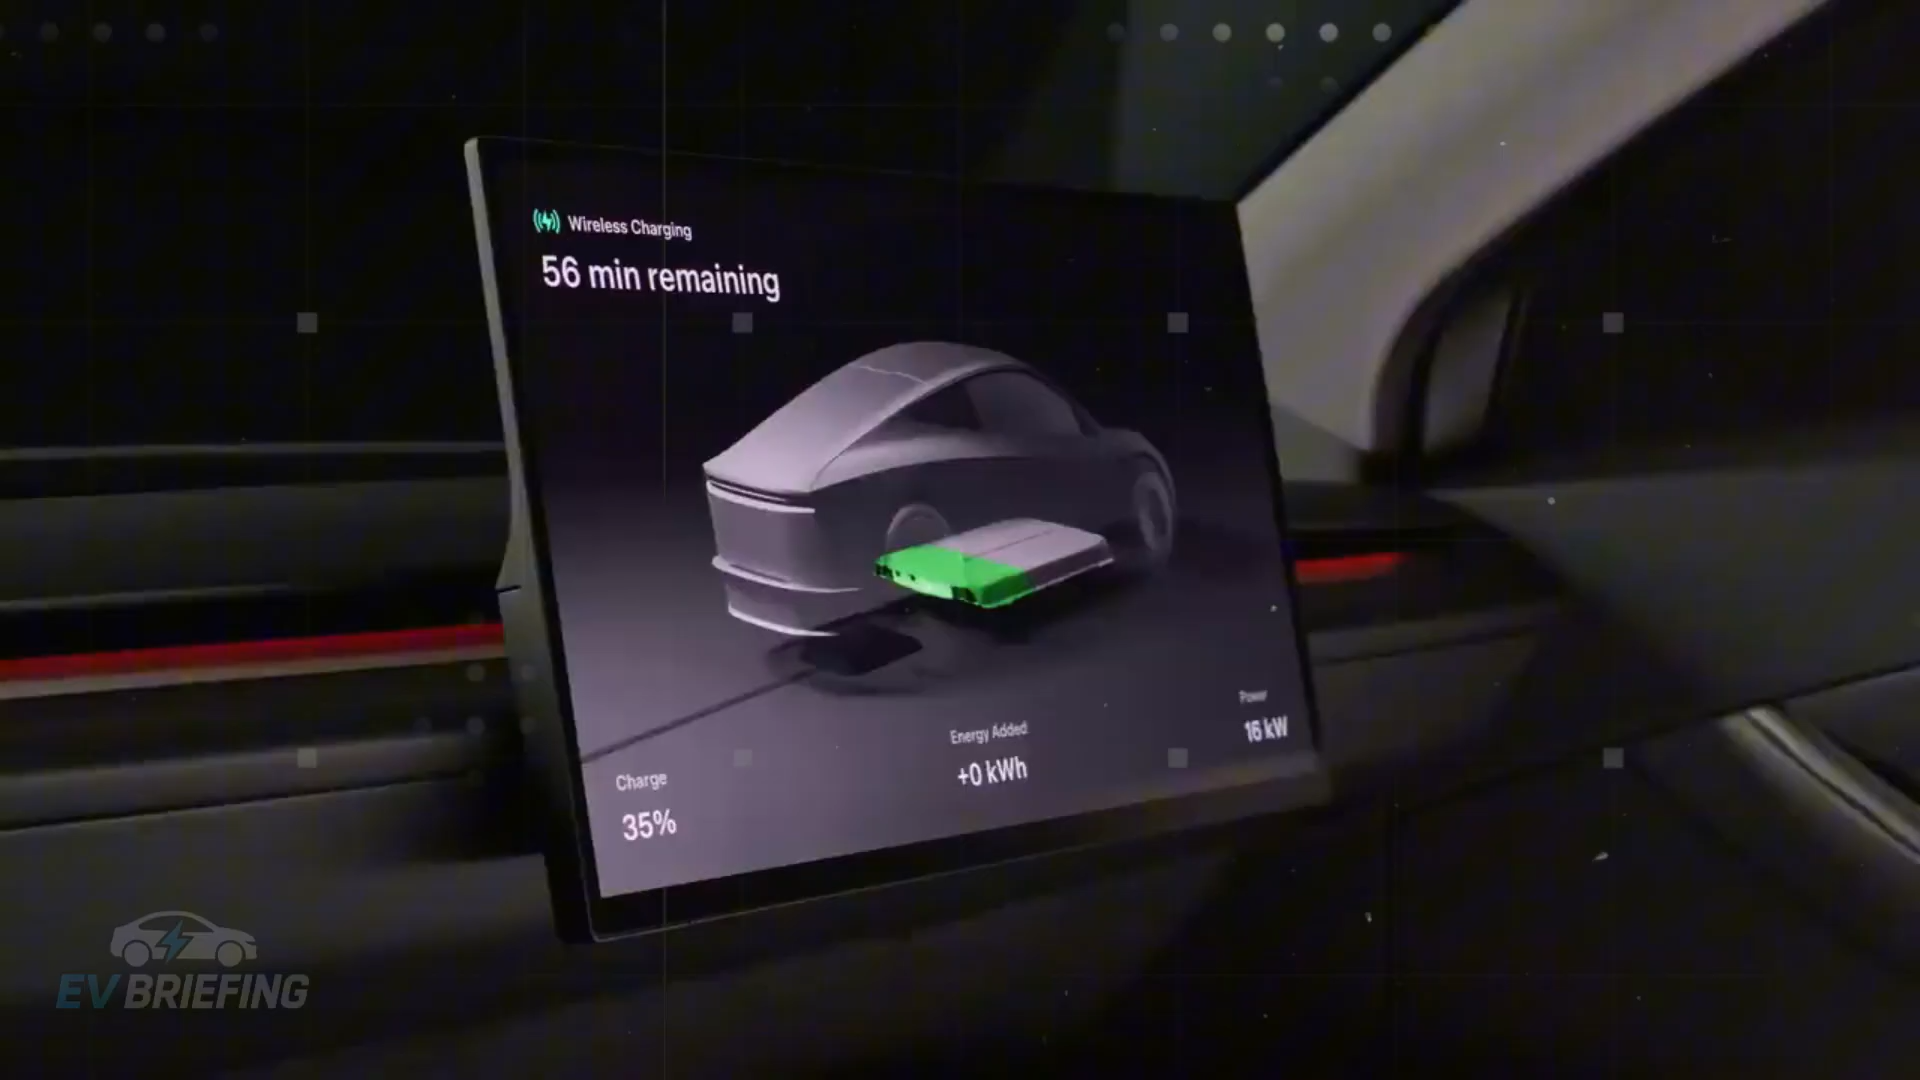 Wireless Charging
56 min remaining
Charge
35%
Energy Added
+0 kWh
Power
16 kW
EV BRIEFING